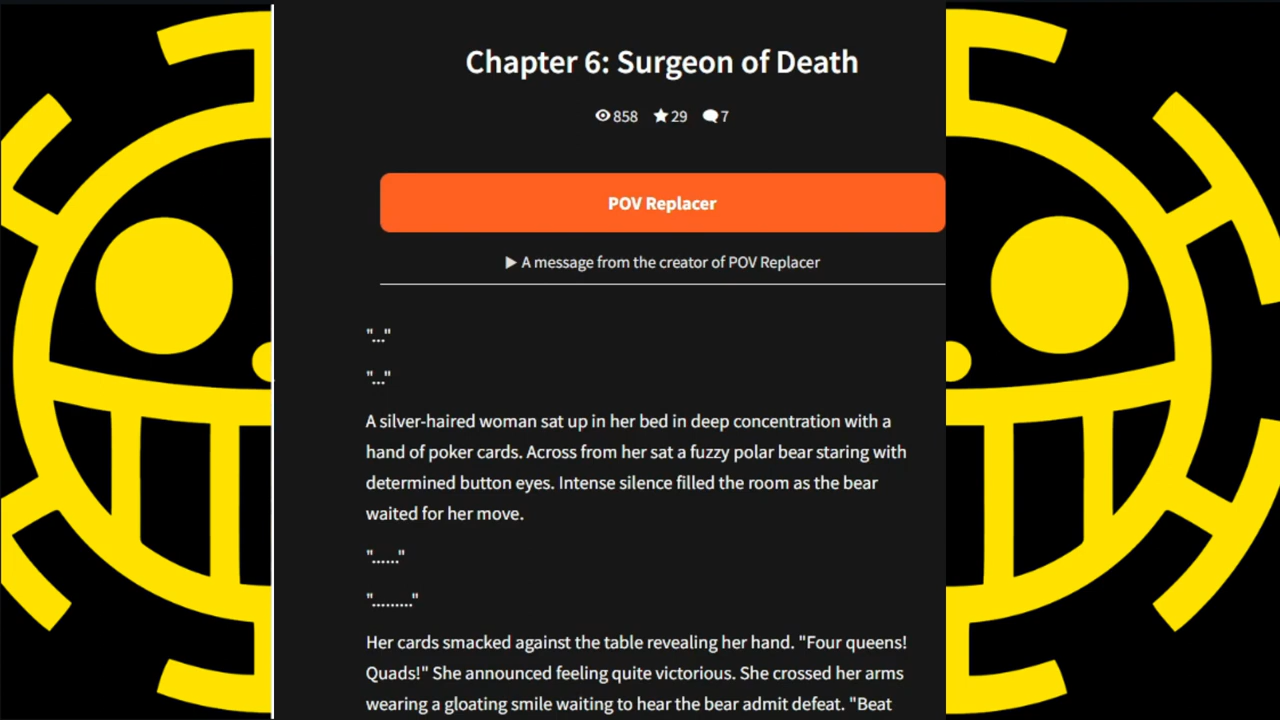 Chapter 6: Surgeon of Death
858 29 7
POV Replacer
▶ A message from the creator of POV Replacer
"..."
"..."
A silver-haired woman sat up in her bed in deep concentration with a
hand of poker cards. Across from her sat a fuzzy polar bear staring with
determined button eyes. Intense silence filled the room as the bear
waited for her move.
"......"
"........."
Her cards smacked against the table revealing her hand. "Four queens!
Quads!" She announced feeling quite victorious. She crossed her arms
wearing a gloating smile waiting to hear the bear admit defeat. "Beat